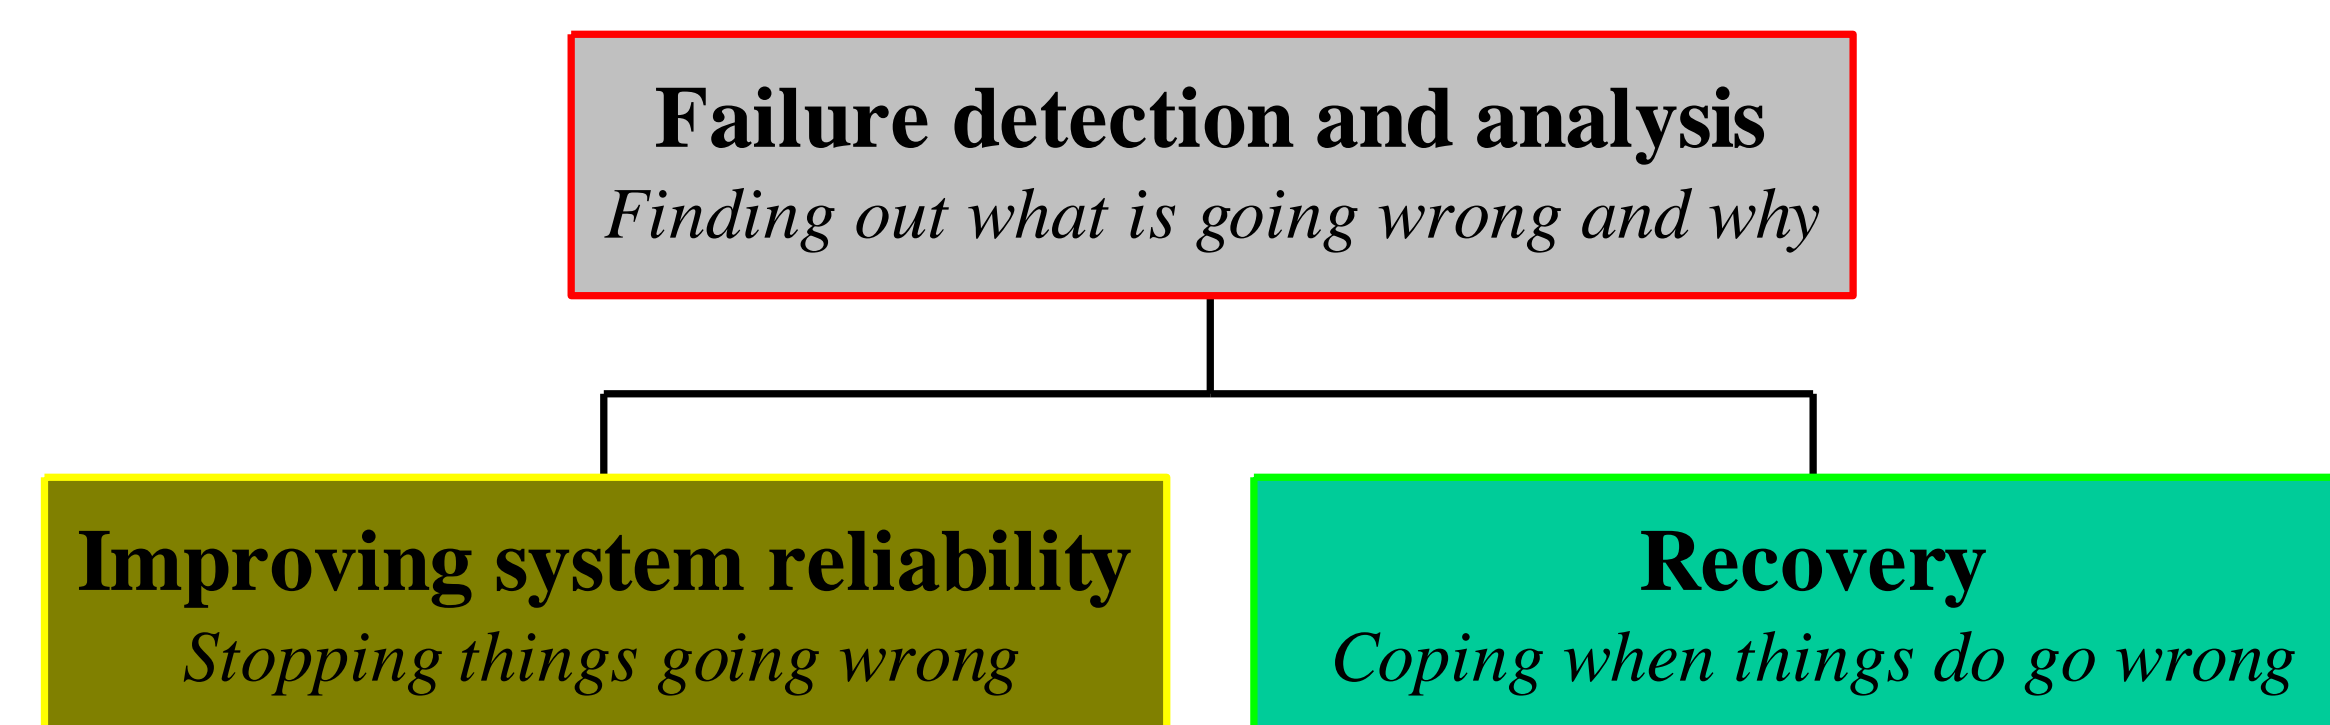 Failure detection and analysis
Finding out what is going wrong and why
Improving system reliability
Stopping things going wrong
Recovery
Coping when things do go wrong